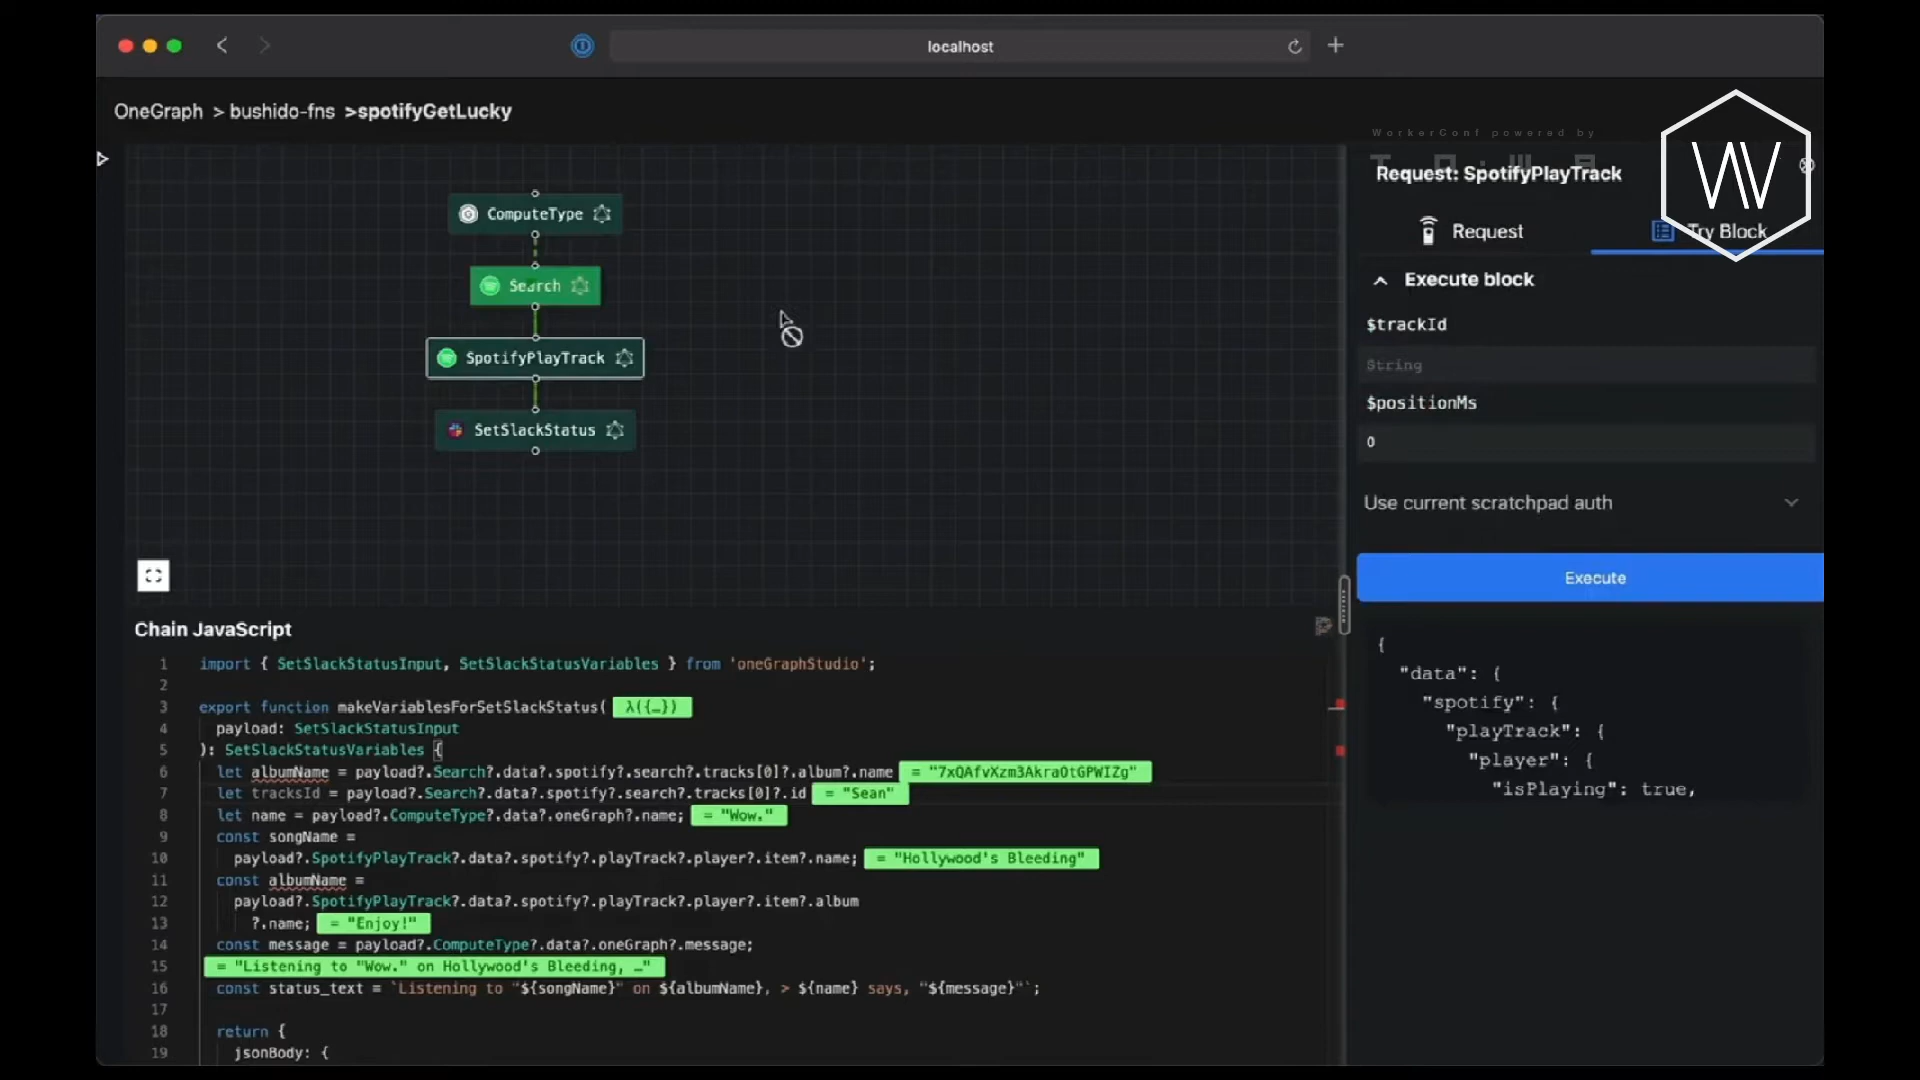 localhost
OneGraph > bushido-fns >spotifyGetLucky
WorkerConf powered by
Request: SpotifyPlayTrack
Request
Try Block
ComputeType
Search
SpotifyPlayTrack
SetSlackStatus
Execute block
$trackId
String
$positionMs
0
Use current scratchpad auth
Execute
{
"data": {
"spotify": {
"playTrack": {
"player": {
"isPlaying": true,
Chain JavaScript
1 import { SetSlackStatusInput, SetSlackStatusVariables } from 'oneGraphStudio';
2
3 export function makeVariablesForSetSlackStatus( λ({…})
4 payload: SetSlackStatusInput
5 ): SetSlackStatusVariables {
6 let albumName = payload?.Search?.data?.spotify?.search?.tracks[0]?.album?.name = "7xQAfvXzm3AkraOtGPWIZg"
7 let tracksId = payload?.Search?.data?.spotify?.search?.tracks[0]?.id = "Sean"
8 let name = payload?.ComputeType?.data?.oneGraph?.name; = "Wow."
9 const songName =
10 payload?.SpotifyPlayTrack?.data?.spotify?.playTrack?.player?.item?.name; = "Hollywood's Bleeding"
11 const albumName =
12 payload?.SpotifyPlayTrack?.data?.spotify?.playTrack?.player?.item?.album
13 ?.name; = "Enjoy!"
14 const message = payload?.ComputeType?.data?.oneGraph?.message;
15 = "Listening to "Wow." on Hollywood's Bleeding, …"
16 const status_text = `Listening to "${songName}" on ${albumName}, > ${name} says, "${message}"`;
17
18 return {
19 jsonBody: {